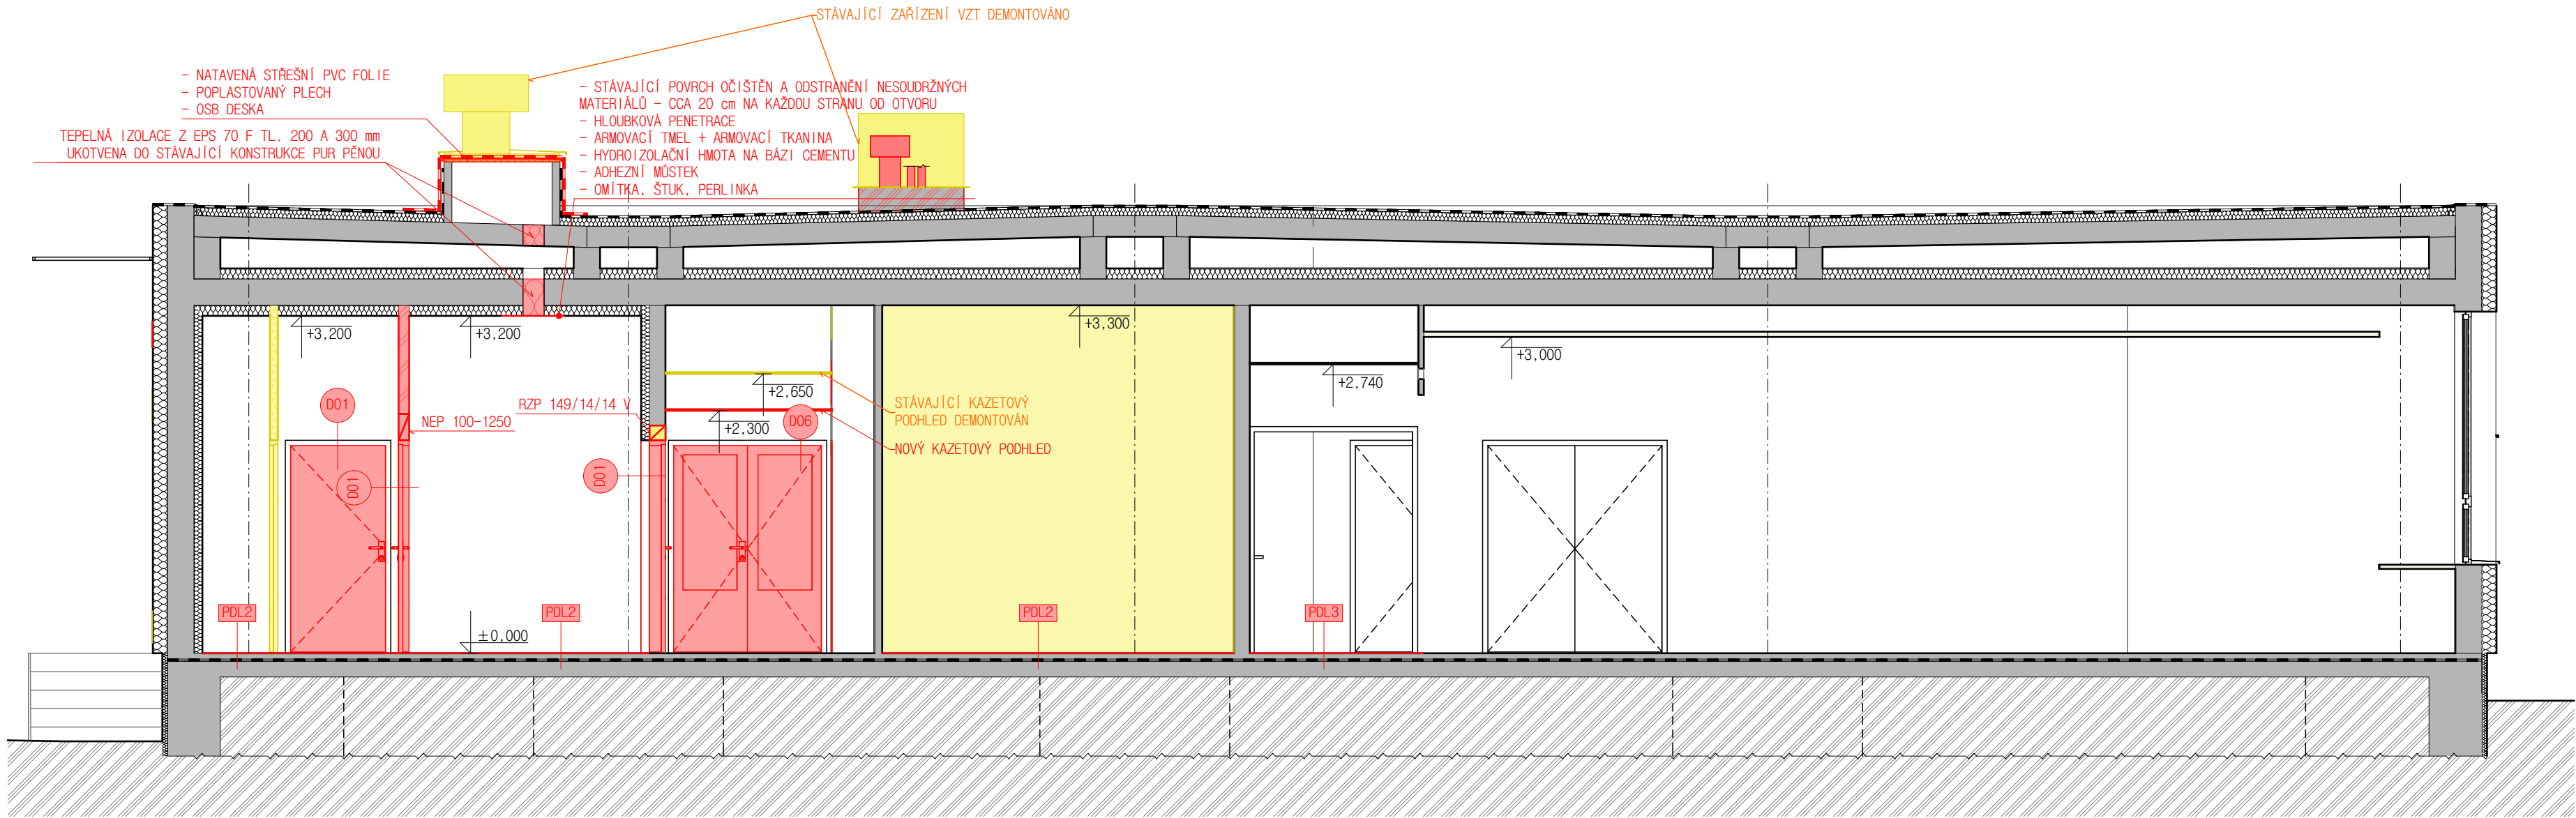 STÁVAJÍCÍ ZAŘÍZENÍ VZT DEMONTOVÁNO
- NATAVENÁ STŘEŠNÍ PVC FOLIE
- POPLASTOVANÝ PLECH
- OSB DESKA
TEPELNÁ IZOLACE Z EPS 70 F TL. 200 A 300 mm
UKOTVENA DO STÁVAJÍCÍ KONSTRUKCE PUR PĚNOU
- STÁVAJÍCÍ POVRCH OČIŠTĚN A ODSTRANĚNÍ NESOUDRŽNÝCH
MATERIÁLŮ - CCA 20 cm NA KAŽDOU STRANU OD OTVORU
- HLOUBKOVÁ PENETRACE
- ARMOVACÍ TMEL + ARMOVACÍ TKANINA
- HYDROIZOLAČNÍ HMOTA NA BÁZI CEMENTU
- ADHEZNÍ MŮSTEK
- OMÍTKA, ŠTUK, PERLINKA
+3,200
+3,200
+3,300
+3,000
+2,650
+2,740
D01
RZP 149/14/14 V
NEP 100-1250
+2,300
D06
STÁVAJÍCÍ KAZETOVÝ
PODHLED DEMONTOVÁN
NOVÝ KAZETOVÝ PODHLED
D01
D01
PDL2
PDL2
PDL2
PDL3
±0,000